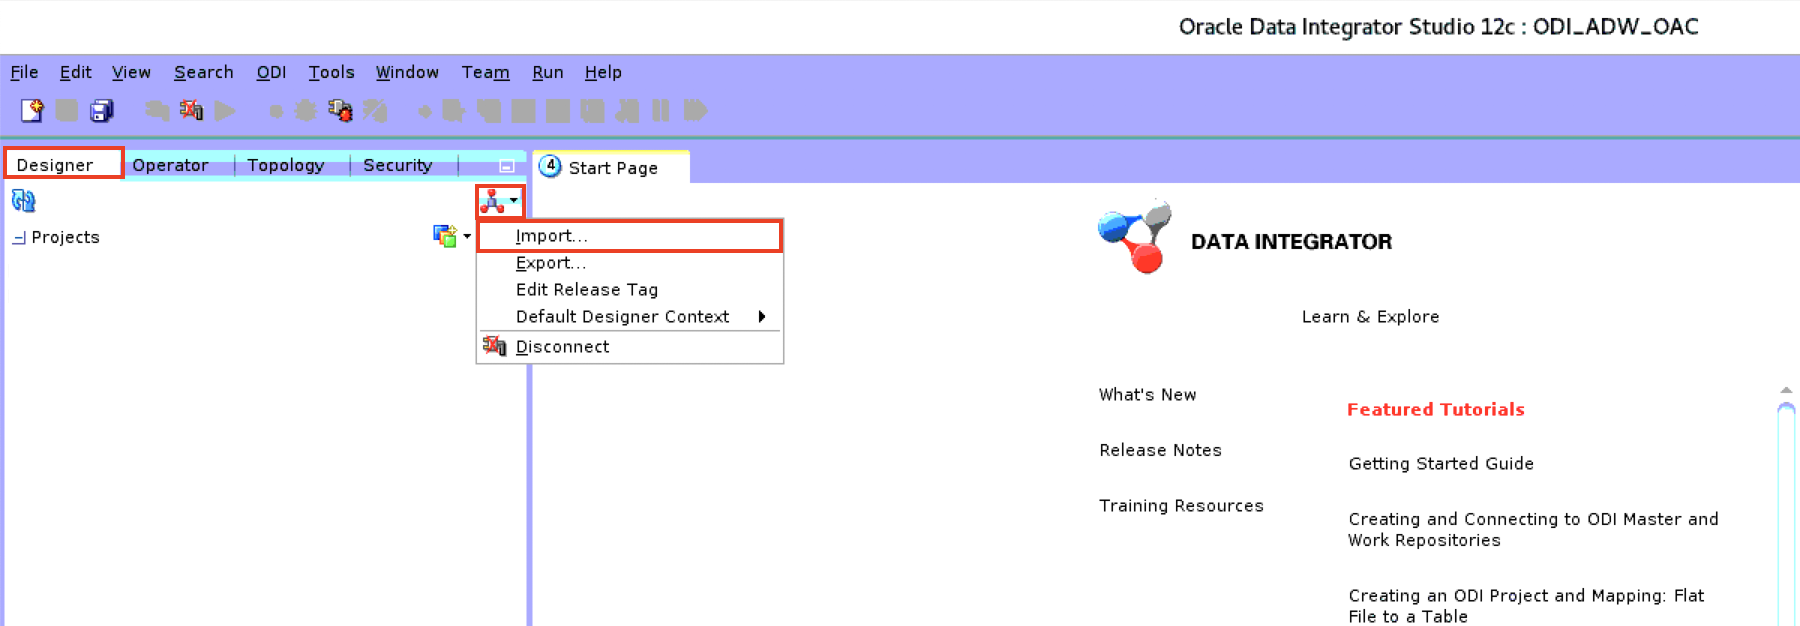 Oracle Data Integrator Studio 12c : ODI_ADW_OAC
File Edit View Search ODI Tools Window Team Run Help
Designer Operator Topology Security
4 Start Page
Projects
Import...
Export...
Edit Release Tag
Default Designer Context
Disconnect
DATA INTEGRATOR
Learn & Explore
What's New
Release Notes
Training Resources
Featured Tutorials
Getting Started Guide
Creating and Connecting to ODI Master and
Work Repositories
Creating an ODI Project and Mapping: Flat
File to a Table